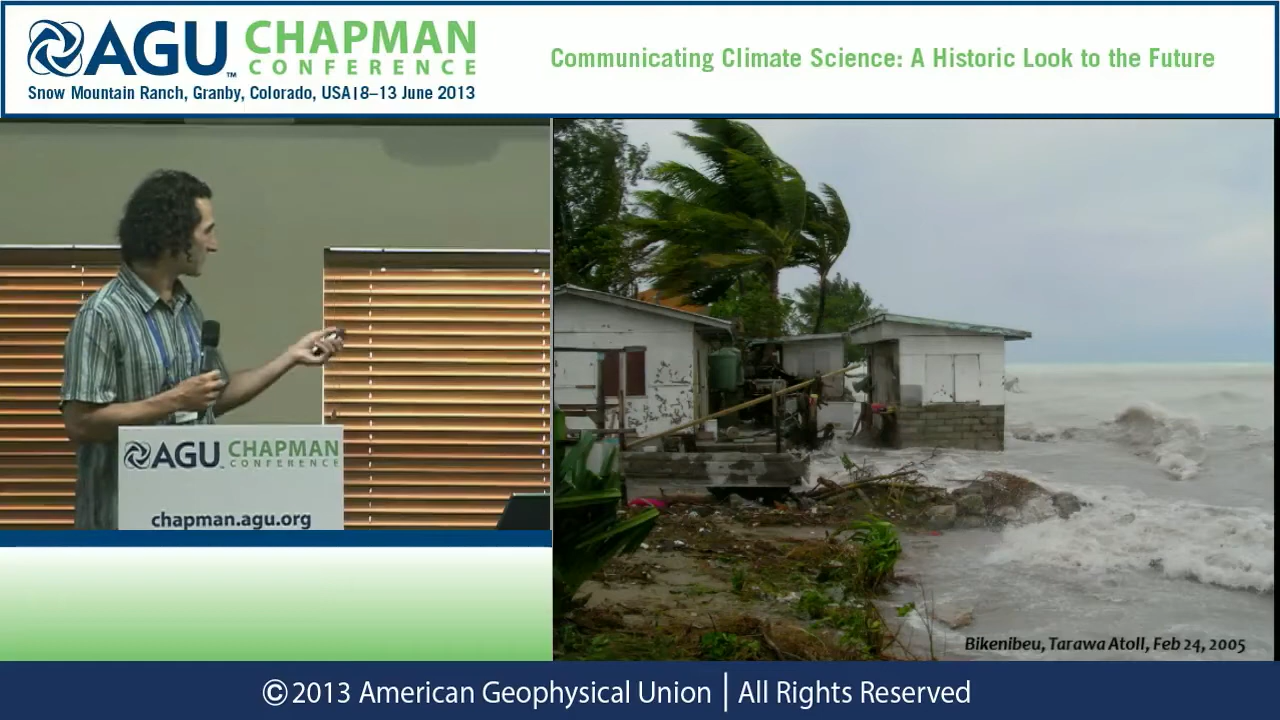 AGU CHAPMAN
CONFERENCE
Snow Mountain Ranch, Granby, Colorado, USA|8–13 June 2013
Communicating Climate Science: A Historic Look to the Future
AGU CHAPMAN
CONFERENCE
chapman.agu.org
Bikenibeu, Tarawa Atoll, Feb 24, 2005
©2013 American Geophysical Union | All Rights Reserved